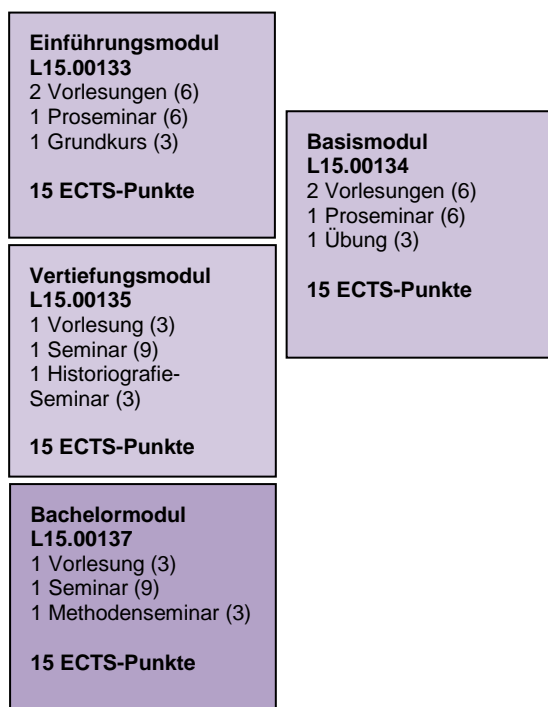 Einführungsmodul
L15.00133
2 Vorlesungen (6)
1 Proseminar (6)
1 Grundkurs (3)
15 ECTS-Punkte
Basismodul
L15.00134
2 Vorlesungen (6)
1 Proseminar (6)
1 Übung (3)
15 ECTS-Punkte
Vertiefungsmodul
L15.00135
1 Vorlesung (3)
1 Seminar (9)
1 Historiografie-
Seminar (3)
15 ECTS-Punkte
Bachelormodul
L15.00137
1 Vorlesung (3)
1 Seminar (9)
1 Methodenseminar (3)
15 ECTS-Punkte